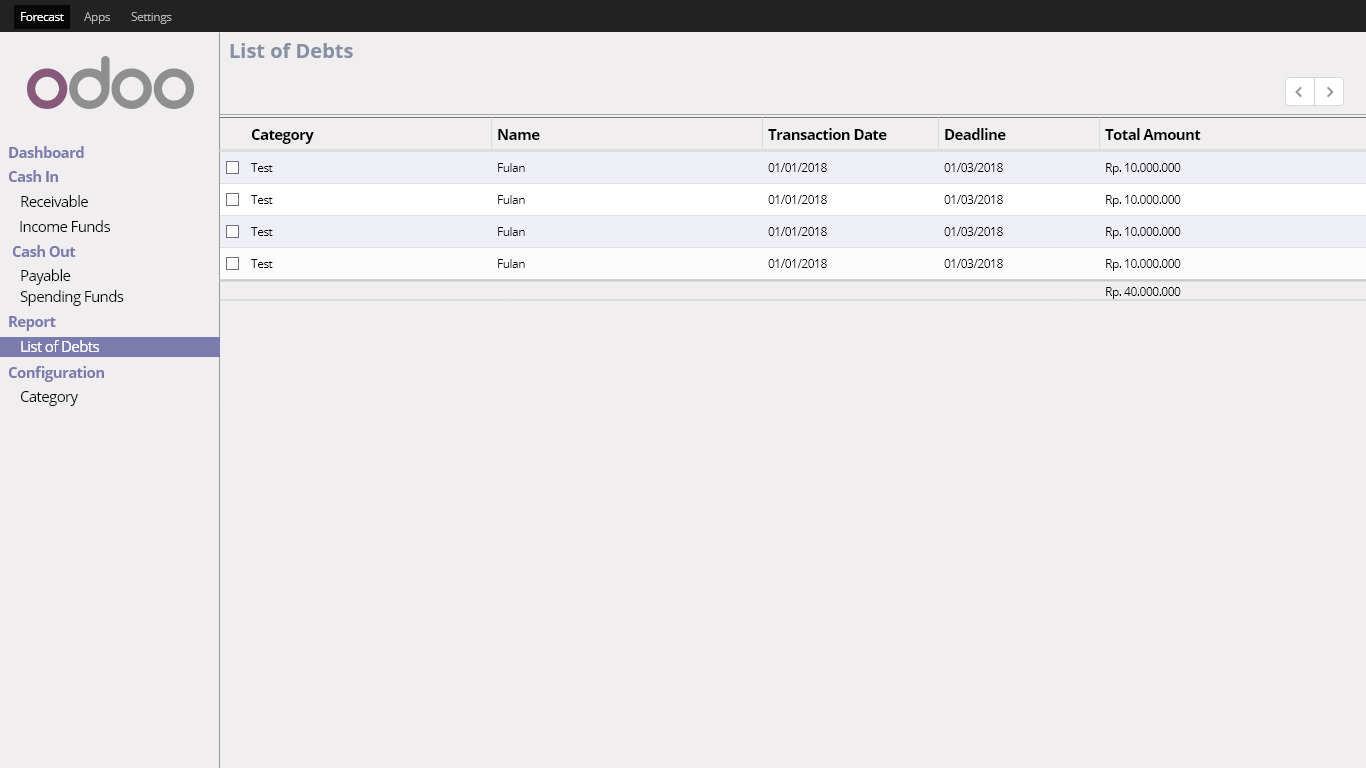 Forecast Apps Settings
odoo
List of Debts
Dashboard
Cash In
Receivable
Income Funds
Cash Out
Payable
Spending Funds
Report
List of Debts
Configuration
Category
Category Name Transaction Date Deadline Total Amount
Test Fulan 01/01/2018 01/03/2018 Rp. 10.000.000
Test Fulan 01/01/2018 01/03/2018 Rp. 10.000.000
Test Fulan 01/01/2018 01/03/2018 Rp. 10.000.000
Test Fulan 01/01/2018 01/03/2018 Rp. 10.000.000
Rp. 40.000.000